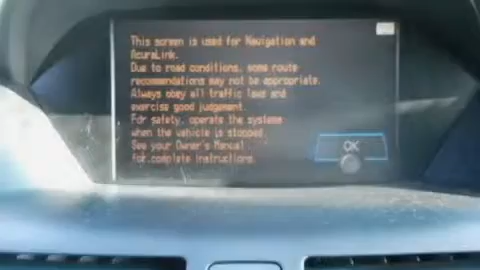 This screen is used for Navigation and
AcuraLink.
Due to road conditions, some route
recommendations may not be appropriate.
Always obey all traffic laws and
exercise good judgement.
For safety, operate the systems
when the vehicle is stopped.
See your Owner's Manual
for complete instructions.
OK